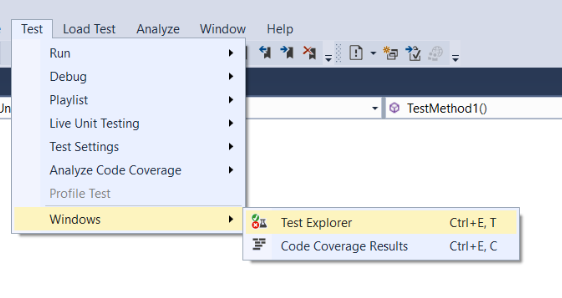 Test Load Test Analyze Window Help
Run
Debug
Un TestMethod1()
Playlist
Live Unit Testing
Test Settings
Analyze Code Coverage
Profile Test
Windows
Test Explorer Ctrl+E, T
Code Coverage Results Ctrl+E, C